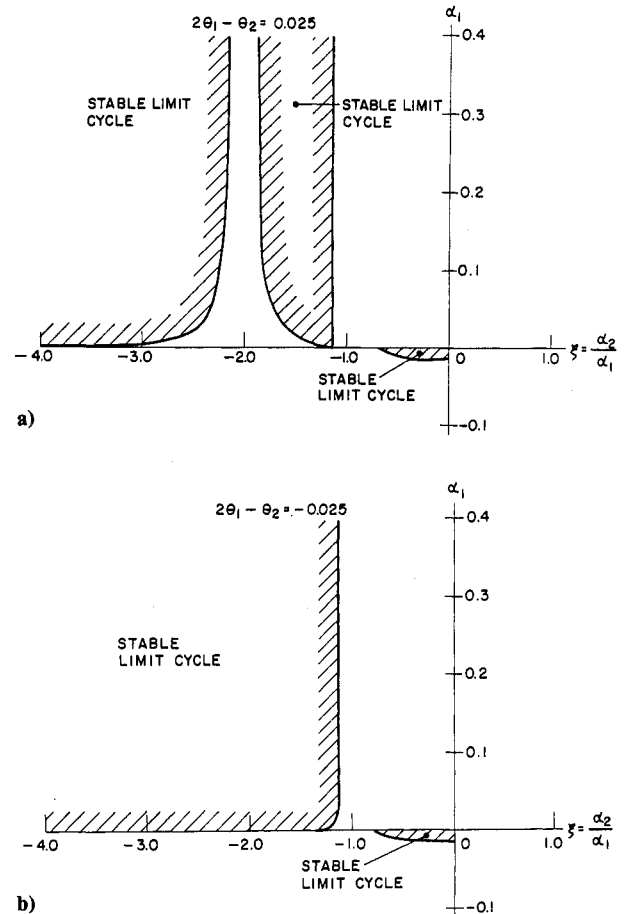 2θ₁ – θ₂ = 0.025
α₁
0.4
STABLE LIMIT
CYCLE
STABLE LIMIT
CYCLE
0.3
0.2
0.1
-4.0 -3.0 -2.0 -1.0 0 1.0 ξ = α₂/α₁
STABLE
LIMIT CYCLE
-0.1
a)
2θ₁ – θ₂ = – 0.025
α₁
0.4
0.3
STABLE
LIMIT CYCLE
0.2
0.1
-4.0 -3.0 -2.0 -1.0 0 1.0 ξ = α₂/α₁
STABLE
LIMIT CYCLE
-0.1
b)